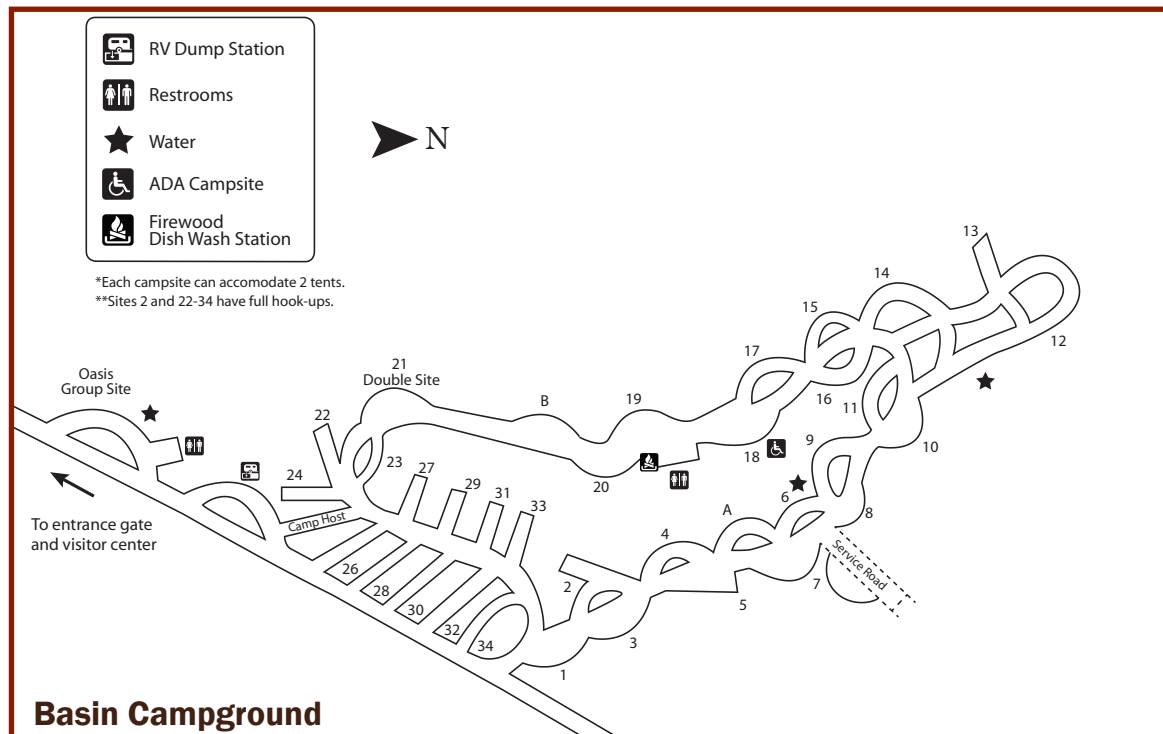 RV Dump Station
Restrooms
Water
ADA Campsite
Firewood
Dish Wash Station
N
*Each campsite can accomodate 2 tents.
**Sites 2 and 22-34 have full hook-ups.
13
14
15
12
17
21
Double Site
Oasis
Group Site
B
19
16
11
22
9
10
18
23
27
24
29
20
6
31
33
A
8
Camp Host
To entrance gate
and visitor center
4
Service Road
26
2
7
28
5
30
32
3
34
1
Basin Campground